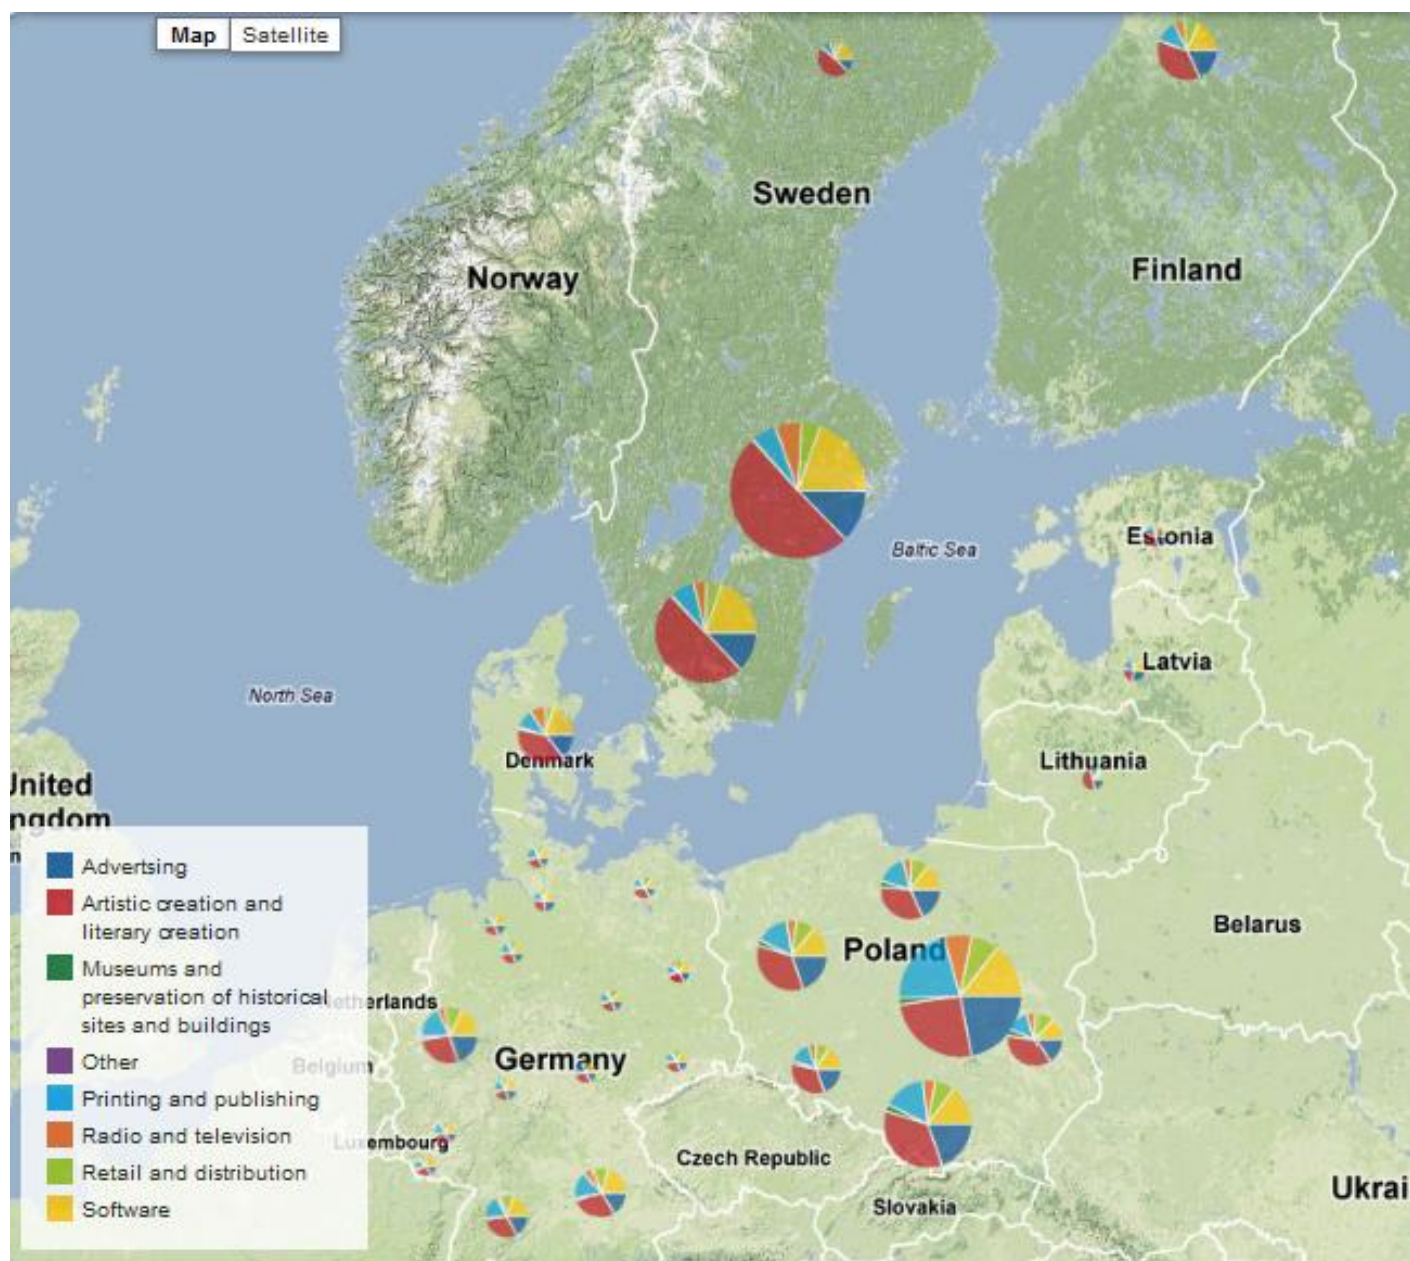 Map
Satellite
Sweden
Norway
Finland
Estonia
Baltic Sea
Latvia
North Sea
Lithuania
Denmark
United
ngdom
Belarus
Poland
etherlands
Germany
Belgium
Luxembourg
Czech Republic
Slovakia
Ukrai
Advertsing
Artistic creation and
literary creation
Museums and
preservation of historical
sites and buildings
Other
Printing and publishing
Radio and television
Retail and distribution
Software